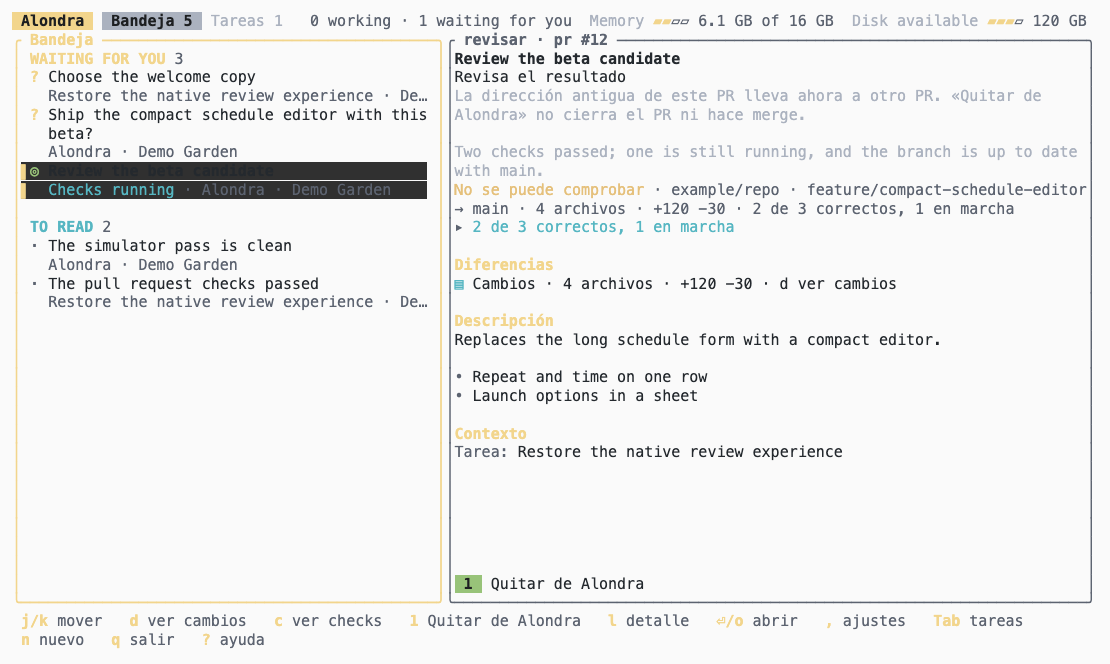 Alondra  Bandeja 5  Tareas 1  0 working · 1 waiting for you  Memory 6.1 GB of 16 GB  Disk available 120 GB
Bandeja
WAITING FOR YOU 3
? Choose the welcome copy
Restore the native review experience · De…
? Ship the compact schedule editor with this
beta?
Alondra · Demo Garden
◎ Review the beta candidate
Checks running · Alondra · Demo Garden
TO READ 2
· The simulator pass is clean
Alondra · Demo Garden
· The pull request checks passed
Restore the native review experience · De…
revisar · pr #12
Review the beta candidate
Revisa el resultado
La dirección antigua de este PR lleva ahora a otro PR. «Quitar de
Alondra» no cierra el PR ni hace merge.
Two checks passed; one is still running, and the branch is up to date
with main.
No se puede comprobar · example/repo · feature/compact-schedule-editor
→ main · 4 archivos · +120 −30 · 2 de 3 correctos, 1 en marcha
▸ 2 de 3 correctos, 1 en marcha
Diferencias
▤ Cambios · 4 archivos · +120 −30 · d ver cambios
Descripción
Replaces the long schedule form with a compact editor.
• Repeat and time on one row
• Launch options in a sheet
Contexto
Tarea: Restore the native review experience
1 Quitar de Alondra
j/k mover  d ver cambios  c ver checks  1 Quitar de Alondra  l detalle  ⏎/o abrir  , ajustes  Tab tareas
n nuevo  q salir  ? ayuda